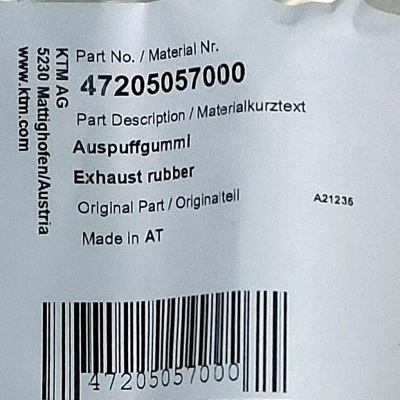 KTM AG
5230 Mattighofen/Austria
www.ktm.com
Part No. / Material Nr.
47205057000
Part Description / Materialkurztext
Auspuffgummi
Exhaust rubber
Original Part / Originalteil
A21236
Made in AT
47205057000